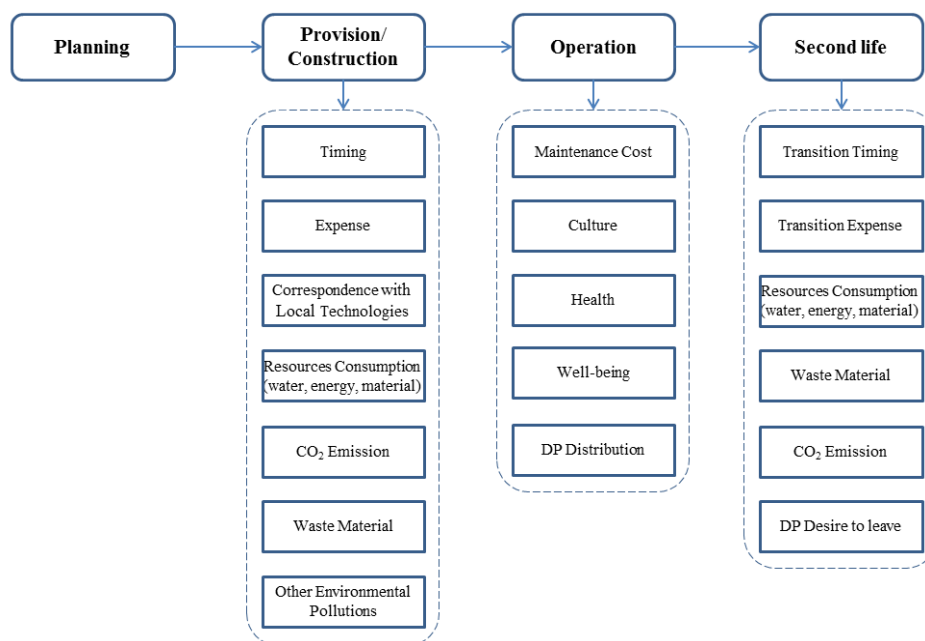 Planning
Provision/
Construction
Operation
Second life
Timing
Expense
Correspondence with
Local Technologies
Resources Consumption
(water, energy, material)
CO₂ Emission
Waste Material
Other Environmental
Pollutions
Maintenance Cost
Culture
Health
Well-being
DP Distribution
Transition Timing
Transition Expense
Resources Consumption
(water, energy, material)
Waste Material
CO₂ Emission
DP Desire to leave